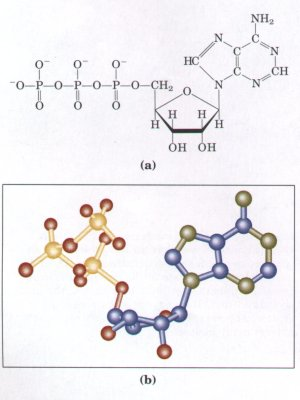 NH₂
N C N
HC C CH
N N
O⁻ O⁻ O⁻
⁻O—P—O—P—O—P—O—CH₂
O O O O
H H H H
OH OH
(a)
(b)